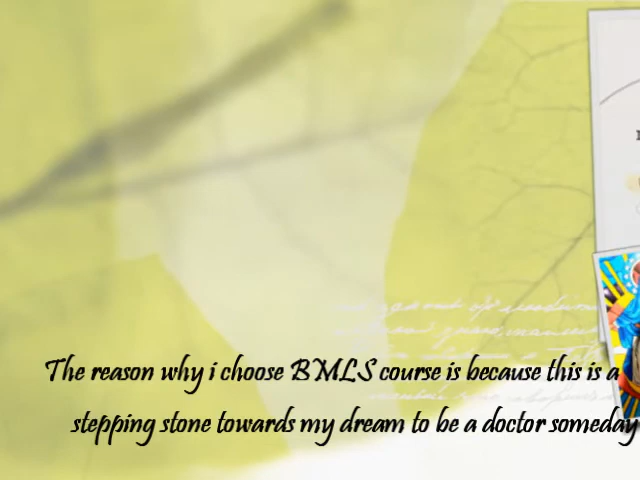 The reason why i choose BMLS course is because this is a
stepping stone towards my dream to be a doctor someday